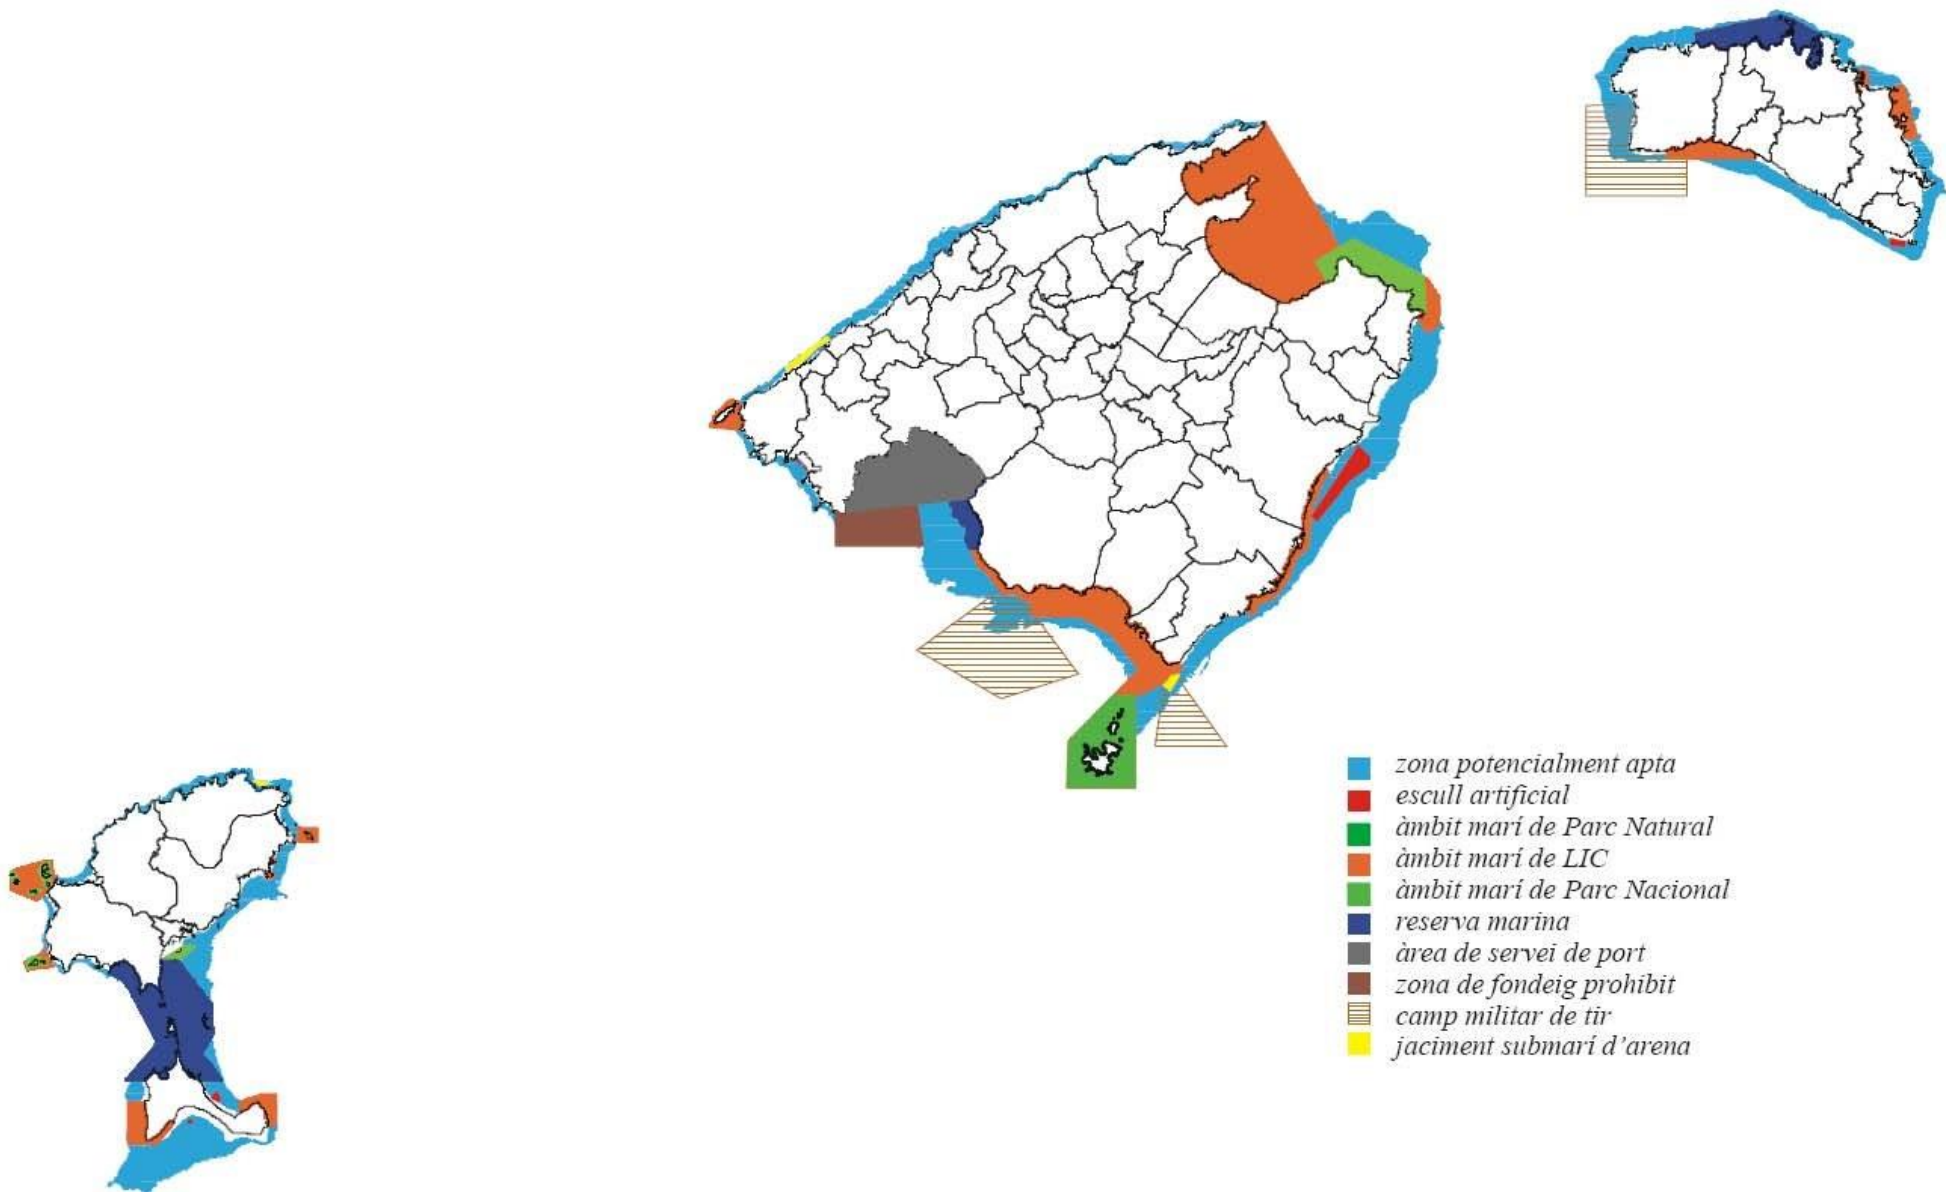 zona potencialment apta
escull artificial
àmbit marí de Parc Natural
àmbit marí de LIC
àmbit marí de Parc Nacional
reserva marina
àrea de servei de port
zona de fondeig prohibit
camp militar de tir
jaciment submarí d’arena